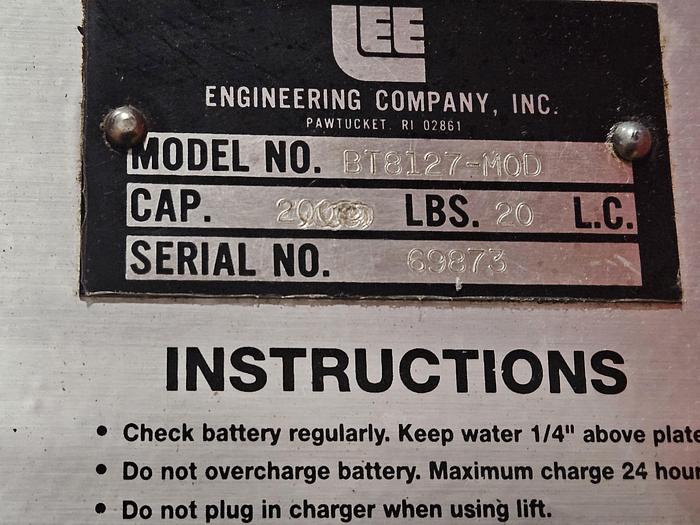 LEE
ENGINEERING COMPANY, INC.
PAWTUCKET, RI 02861
MODEL NO. BT8127-MOD
CAP. LBS. 20 L.C.
SERIAL NO. 69873
INSTRUCTIONS
• Check battery regularly. Keep water 1/4" above plate
• Do not overcharge battery. Maximum charge 24 hour
• Do not plug in charger when using lift.